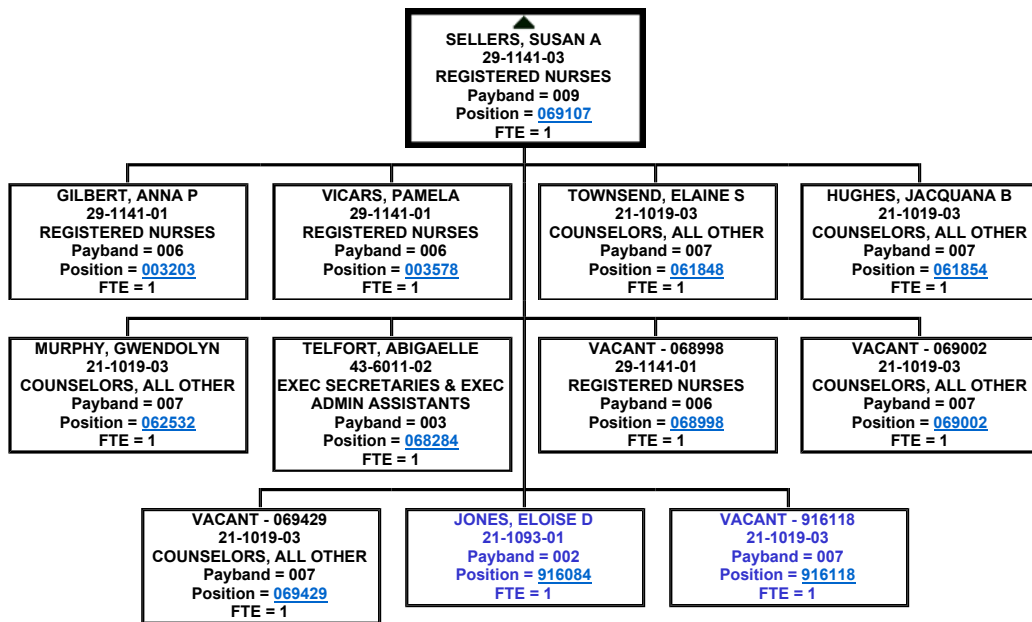 SELLERS, SUSAN A
29-1141-03
REGISTERED NURSES
Payband = 009
Position = 069107
FTE = 1
GILBERT, ANNA P
29-1141-01
REGISTERED NURSES
Payband = 006
Position = 003203
FTE = 1
VICARS, PAMELA
29-1141-01
REGISTERED NURSES
Payband = 006
Position = 003578
FTE = 1
TOWNSEND, ELAINE S
21-1019-03
COUNSELORS, ALL OTHER
Payband = 007
Position = 061848
FTE = 1
HUGHES, JACQUANA B
21-1019-03
COUNSELORS, ALL OTHER
Payband = 007
Position = 061854
FTE = 1
MURPHY, GWENDOLYN
21-1019-03
COUNSELORS, ALL OTHER
Payband = 007
Position = 062532
FTE = 1
TELFORT, ABIGAELLE
43-6011-02
EXEC SECRETARIES & EXEC
ADMIN ASSISTANTS
Payband = 003
Position = 068284
FTE = 1
VACANT - 068998
29-1141-01
REGISTERED NURSES
Payband = 006
Position = 068998
FTE = 1
VACANT - 069002
21-1019-03
COUNSELORS, ALL OTHER
Payband = 007
Position = 069002
FTE = 1
VACANT - 069429
21-1019-03
COUNSELORS, ALL OTHER
Payband = 007
Position = 069429
FTE = 1
JONES, ELOISE D
21-1093-01
Payband = 002
Position = 916084
FTE = 1
VACANT - 916118
21-1019-03
Payband = 007
Position = 916118
FTE = 1